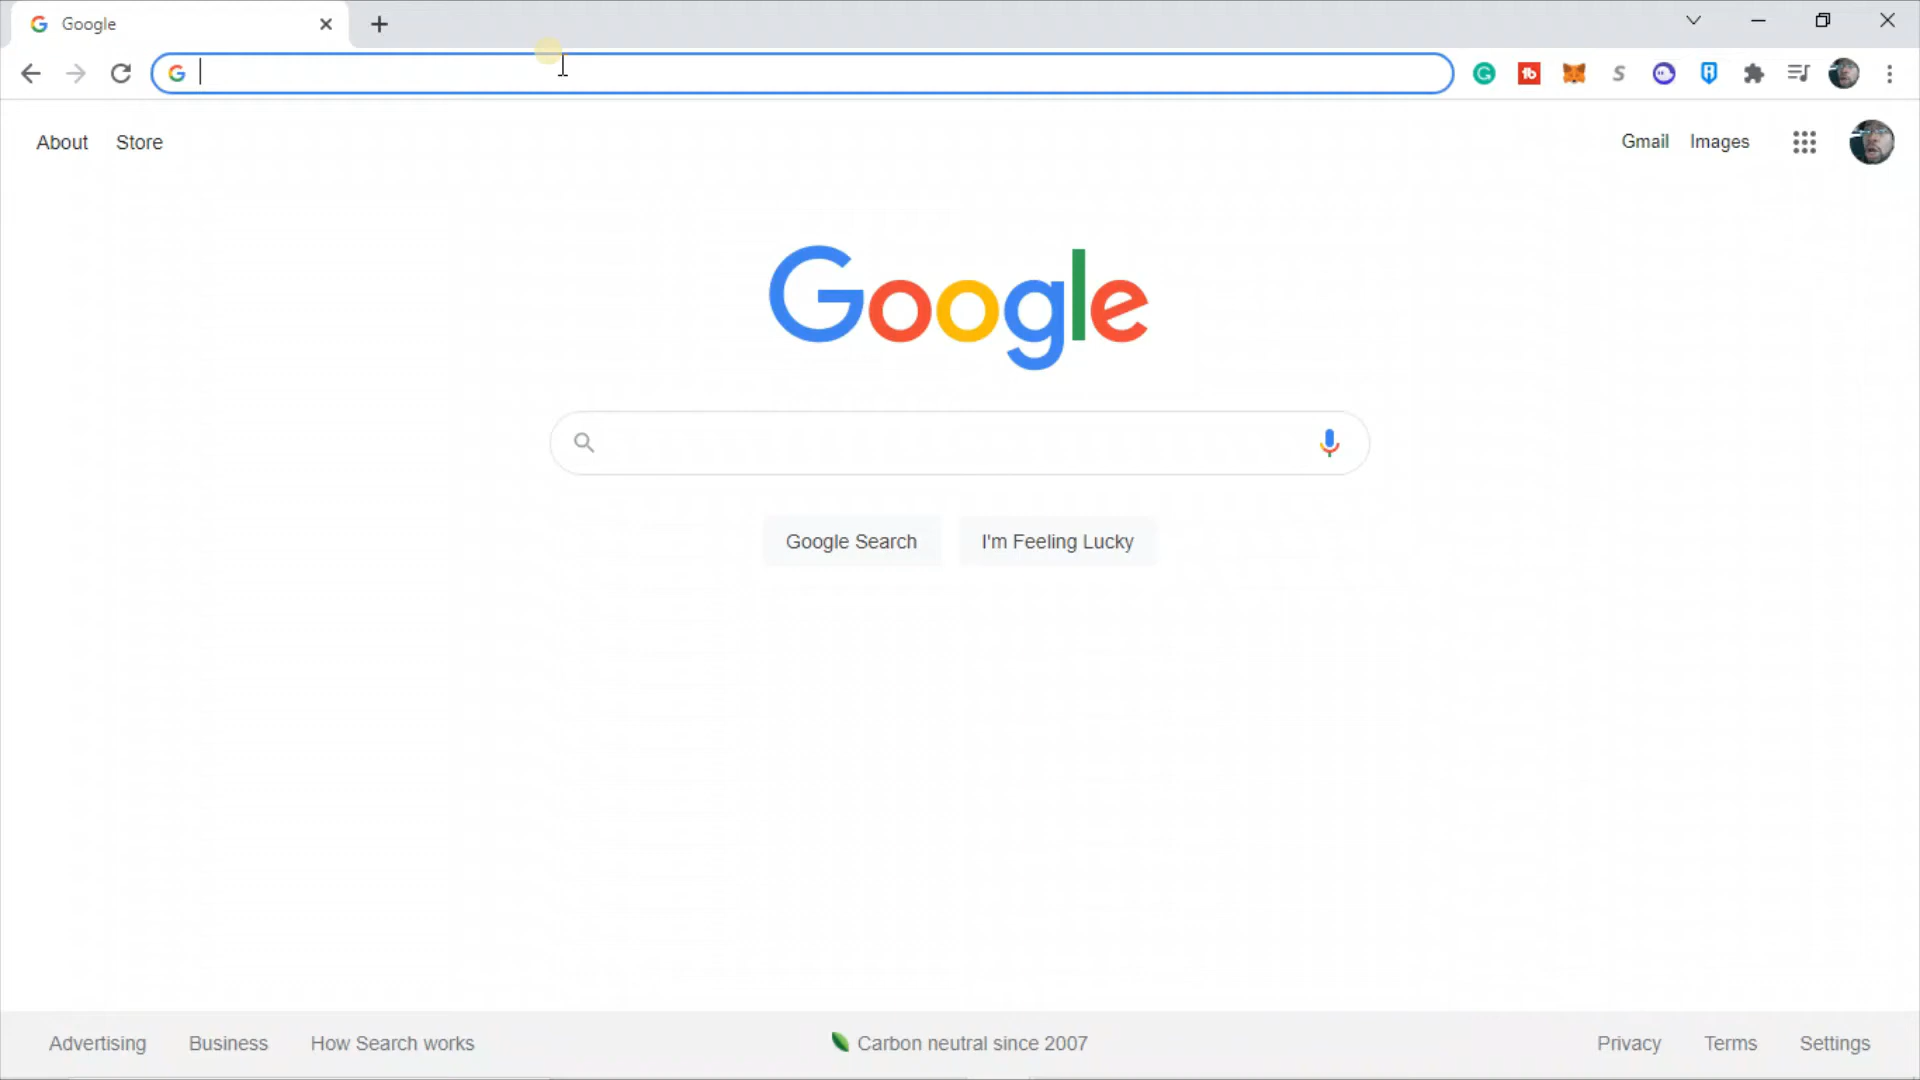 Google
About Store Gmail Images
Google
Google Search I'm Feeling Lucky
Advertising Business How Search works Carbon neutral since 2007 Privacy Terms Settings